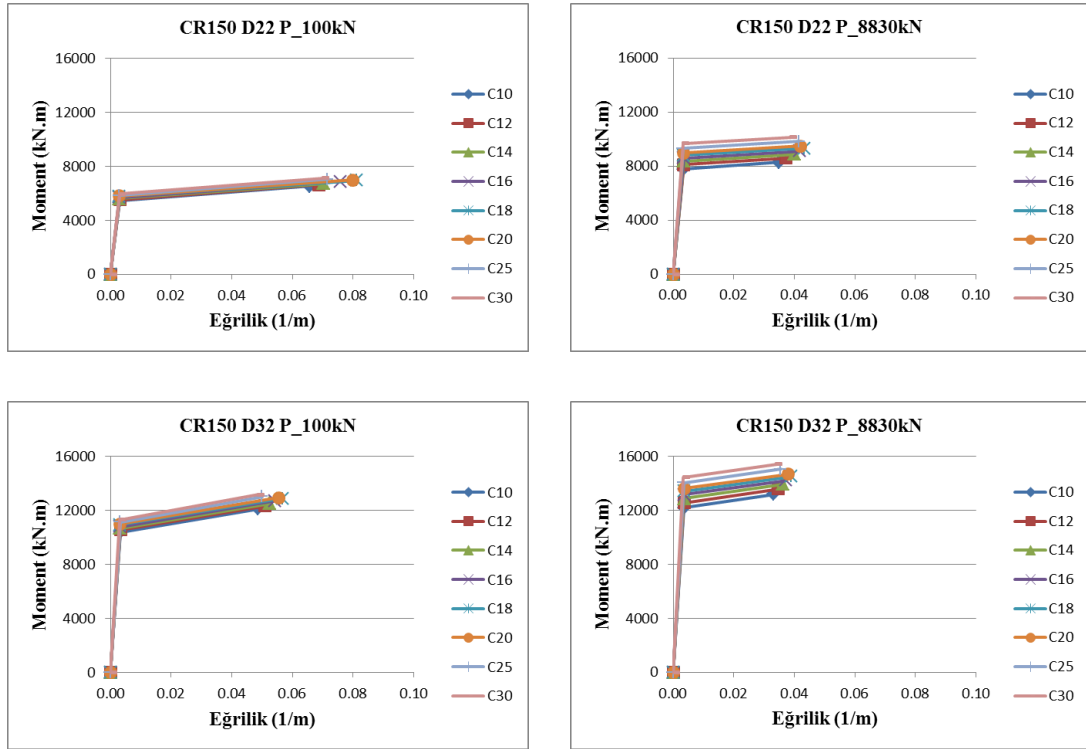 CR150 D22 P_100kN
16000
12000
8000
4000
0
Moment (kN.m)
0.00 0.02 0.04 0.06 0.08 0.10
Eğrilik (1/m)
C10
C12
C14
C16
C18
C20
C25
C30
CR150 D22 P_8830kN
16000
12000
8000
4000
0
Moment (kN.m)
0.00 0.02 0.04 0.06 0.08 0.10
Eğrilik (1/m)
C10
C12
C14
C16
C18
C20
C25
C30
CR150 D32 P_100kN
16000
12000
8000
4000
0
Moment (kN.m)
0.00 0.02 0.04 0.06 0.08 0.10
Eğrilik (1/m)
C10
C12
C14
C16
C18
C20
C25
C30
CR150 D32 P_8830kN
16000
12000
8000
4000
0
Moment (kN.m)
0.00 0.02 0.04 0.06 0.08 0.10
Eğrilik (1/m)
C10
C12
C14
C16
C18
C20
C25
C30